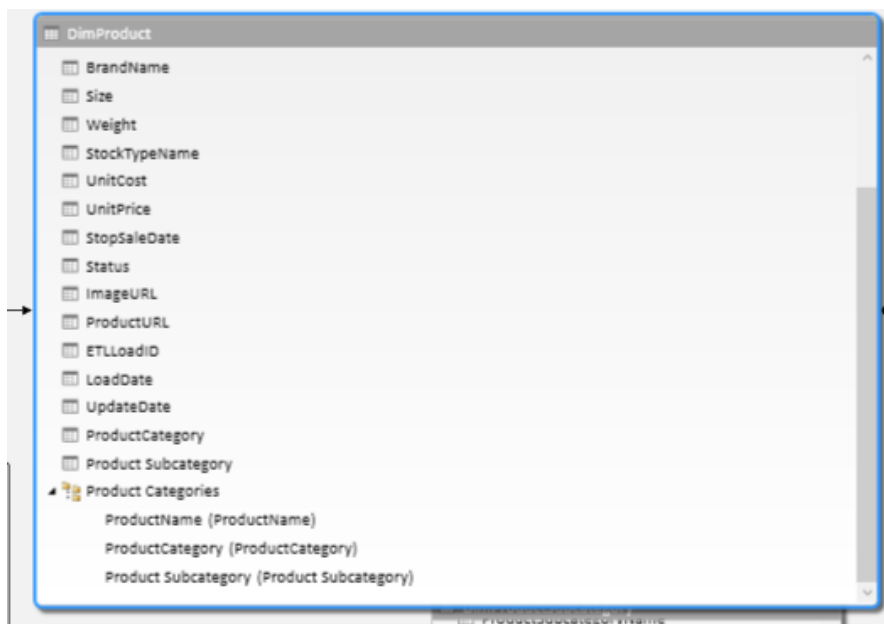 DimProduct
BrandName
Size
Weight
StockTypeName
UnitCost
UnitPrice
StopSaleDate
Status
ImageURL
ProductURL
ETLLoadID
LoadDate
UpdateDate
ProductCategory
Product Subcategory
Product Categories
ProductName (ProductName)
ProductCategory (ProductCategory)
Product Subcategory (Product Subcategory)
ProductSubcategoryName